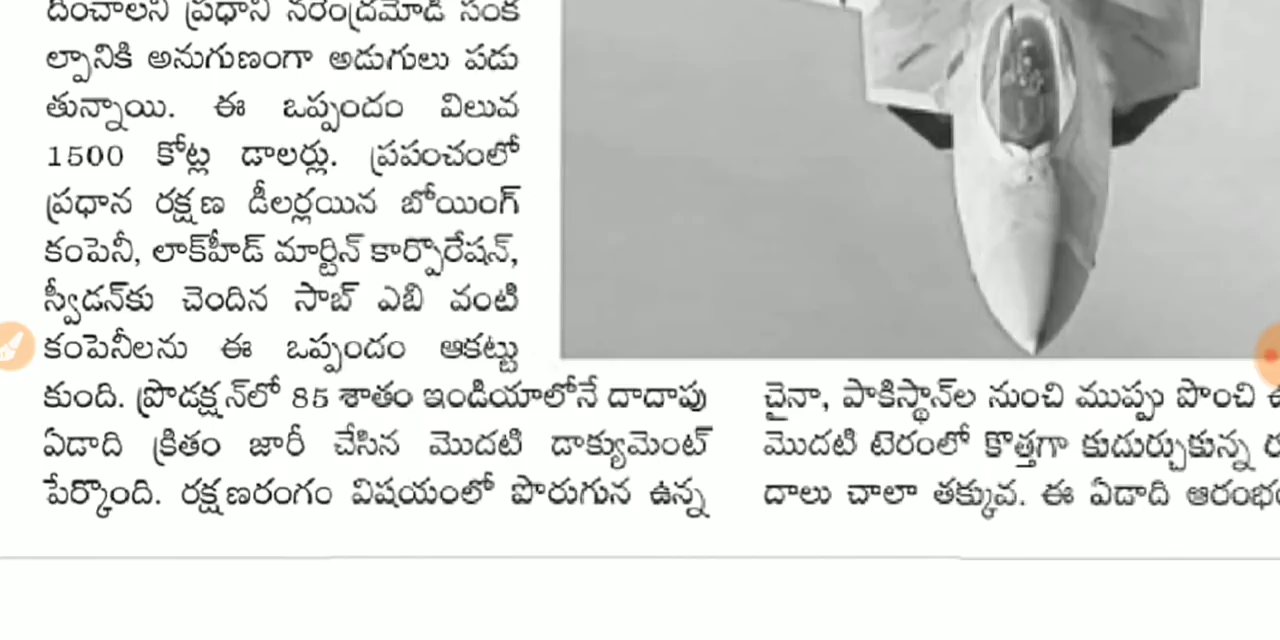 దించాలని ప్రధాని నరేంద్రమోడీ సంక
ల్పానికి అనుగుణంగా అడుగులు పడు
తున్నాయి. ఈ ఒప్పందం విలువ
1500 కోట్ల డాలర్లు. ప్రపంచంలో
ప్రధాన రక్షణ డీలర్లయిన బోయింగ్
కంపెనీ, లాక్‌హీడ్ మార్టిన్ కార్పొరేషన్,
స్వీడన్‌కు చెందిన సాబ్ ఎబి వంటి
కంపెనీలను ఈ ఒప్పందం ఆకట్టు
కుంది. ప్రొడక్షన్‌లో 85 శాతం ఇండియాలోనే దాదాపు
ఏడాది క్రితం జారీ చేసిన మొదటి డాక్యుమెంట్
పేర్కొంది. రక్షణరంగం విషయంలో పొరుగున ఉన్న
చైనా, పాకిస్థాన్‌ల నుంచి ముప్పు పొంచి
మొదటి టెరంలో కొత్తగా కుదుర్చుకున్న
దాలు చాలా తక్కువ. ఈ ఏడాది ఆరంభం